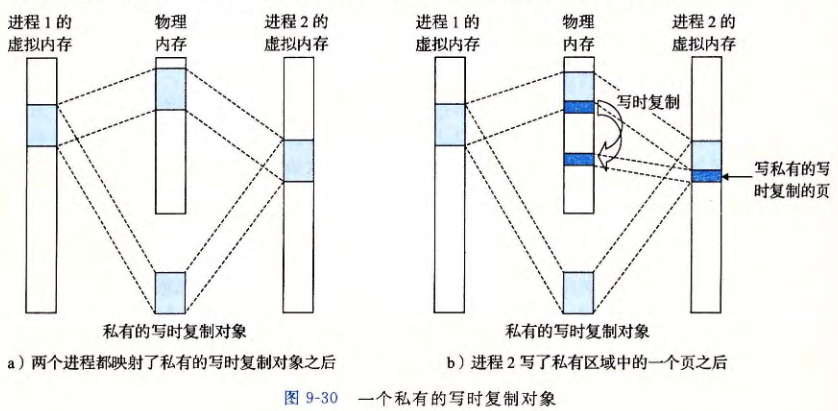 进程 1 的
虚拟内存
物理
内存
进程 2 的
虚拟内存
私有的写时复制对象
a）两个进程都映射了私有的写时复制对象之后
进程 1 的
虚拟内存
物理
内存
进程 2 的
虚拟内存
写时复制
写私有的写
时复制的页
私有的写时复制对象
b）进程 2 写了私有区域中的一个页之后
图 9-30 一个私有的写时复制对象